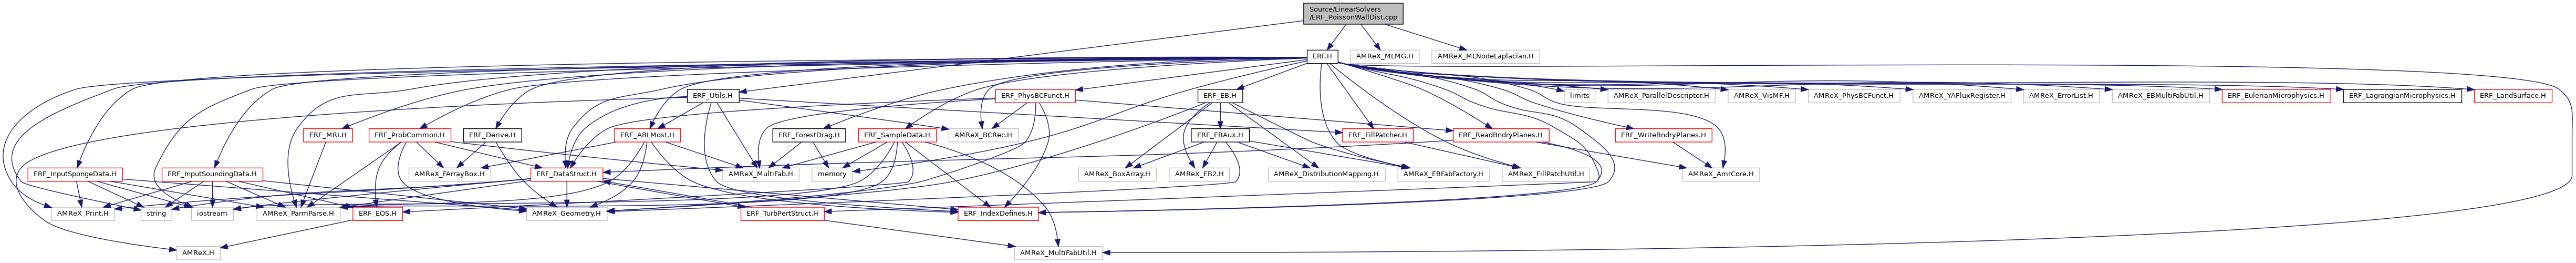 Source/LinearSolvers
/ERF_PoissonWallDist.cpp
ERF.H
AMReX_MLMG.H
AMReX_MLNodeLaplacian.H
ERF_Utils.H
ERF_PhysBCFunct.H
ERF_EB.H
limits
AMReX_ParallelDescriptor.H
AMReX_VisMF.H
AMReX_PhysBCFunct.H
AMReX_YAFluxRegister.H
AMReX_ErrorList.H
AMReX_EBMultiFabUtil.H
ERF_EulerianMicrophysics.H
ERF_LagrangianMicrophysics.H
ERF_LandSurface.H
ERF_MRI.H
ERF_ProbCommon.H
ERF_Derive.H
ERF_ABLMost.H
ERF_ForestDrag.H
ERF_SampleData.H
AMReX_BCRec.H
ERF_EBAux.H
ERF_FillPatcher.H
ERF_ReadBndryPlanes.H
ERF_WriteBndryPlanes.H
ERF_InputSpongeData.H
ERF_InputSoundingData.H
AMReX_FArrayBox.H
ERF_DataStruct.H
AMReX_MultiFab.H
memory
AMReX_BoxArray.H
AMReX_EB2.H
AMReX_DistributionMapping.H
AMReX_EBFabFactory.H
AMReX_FillPatchUtil.H
AMReX_AmrCore.H
AMReX_Print.H
string
iostream
AMReX_ParmParse.H
ERF_EOS.H
AMReX_Geometry.H
ERF_TurbPertStruct.H
ERF_IndexDefines.H
AMReX.H
AMReX_MultiFabUtil.H